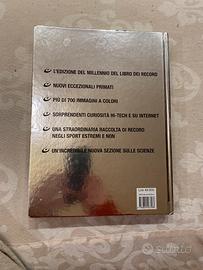 L'EDIZIONE DEL MILLENNIO DEL LIBRO DEI RECORD
NUOVI ECCEZIONALI PRIMATI
PIÙ DI 700 IMMAGINI A COLORI
SORPRENDENTI CURIOSITÀ HI-TECH E SU INTERNET
UNA STRAORDINARIA RACCOLTA DI RECORD
NEGLI SPORT ESTREMI E NON
UN'INCREDIBILE NUOVA SEZIONE SULLE SCIENZE
subito